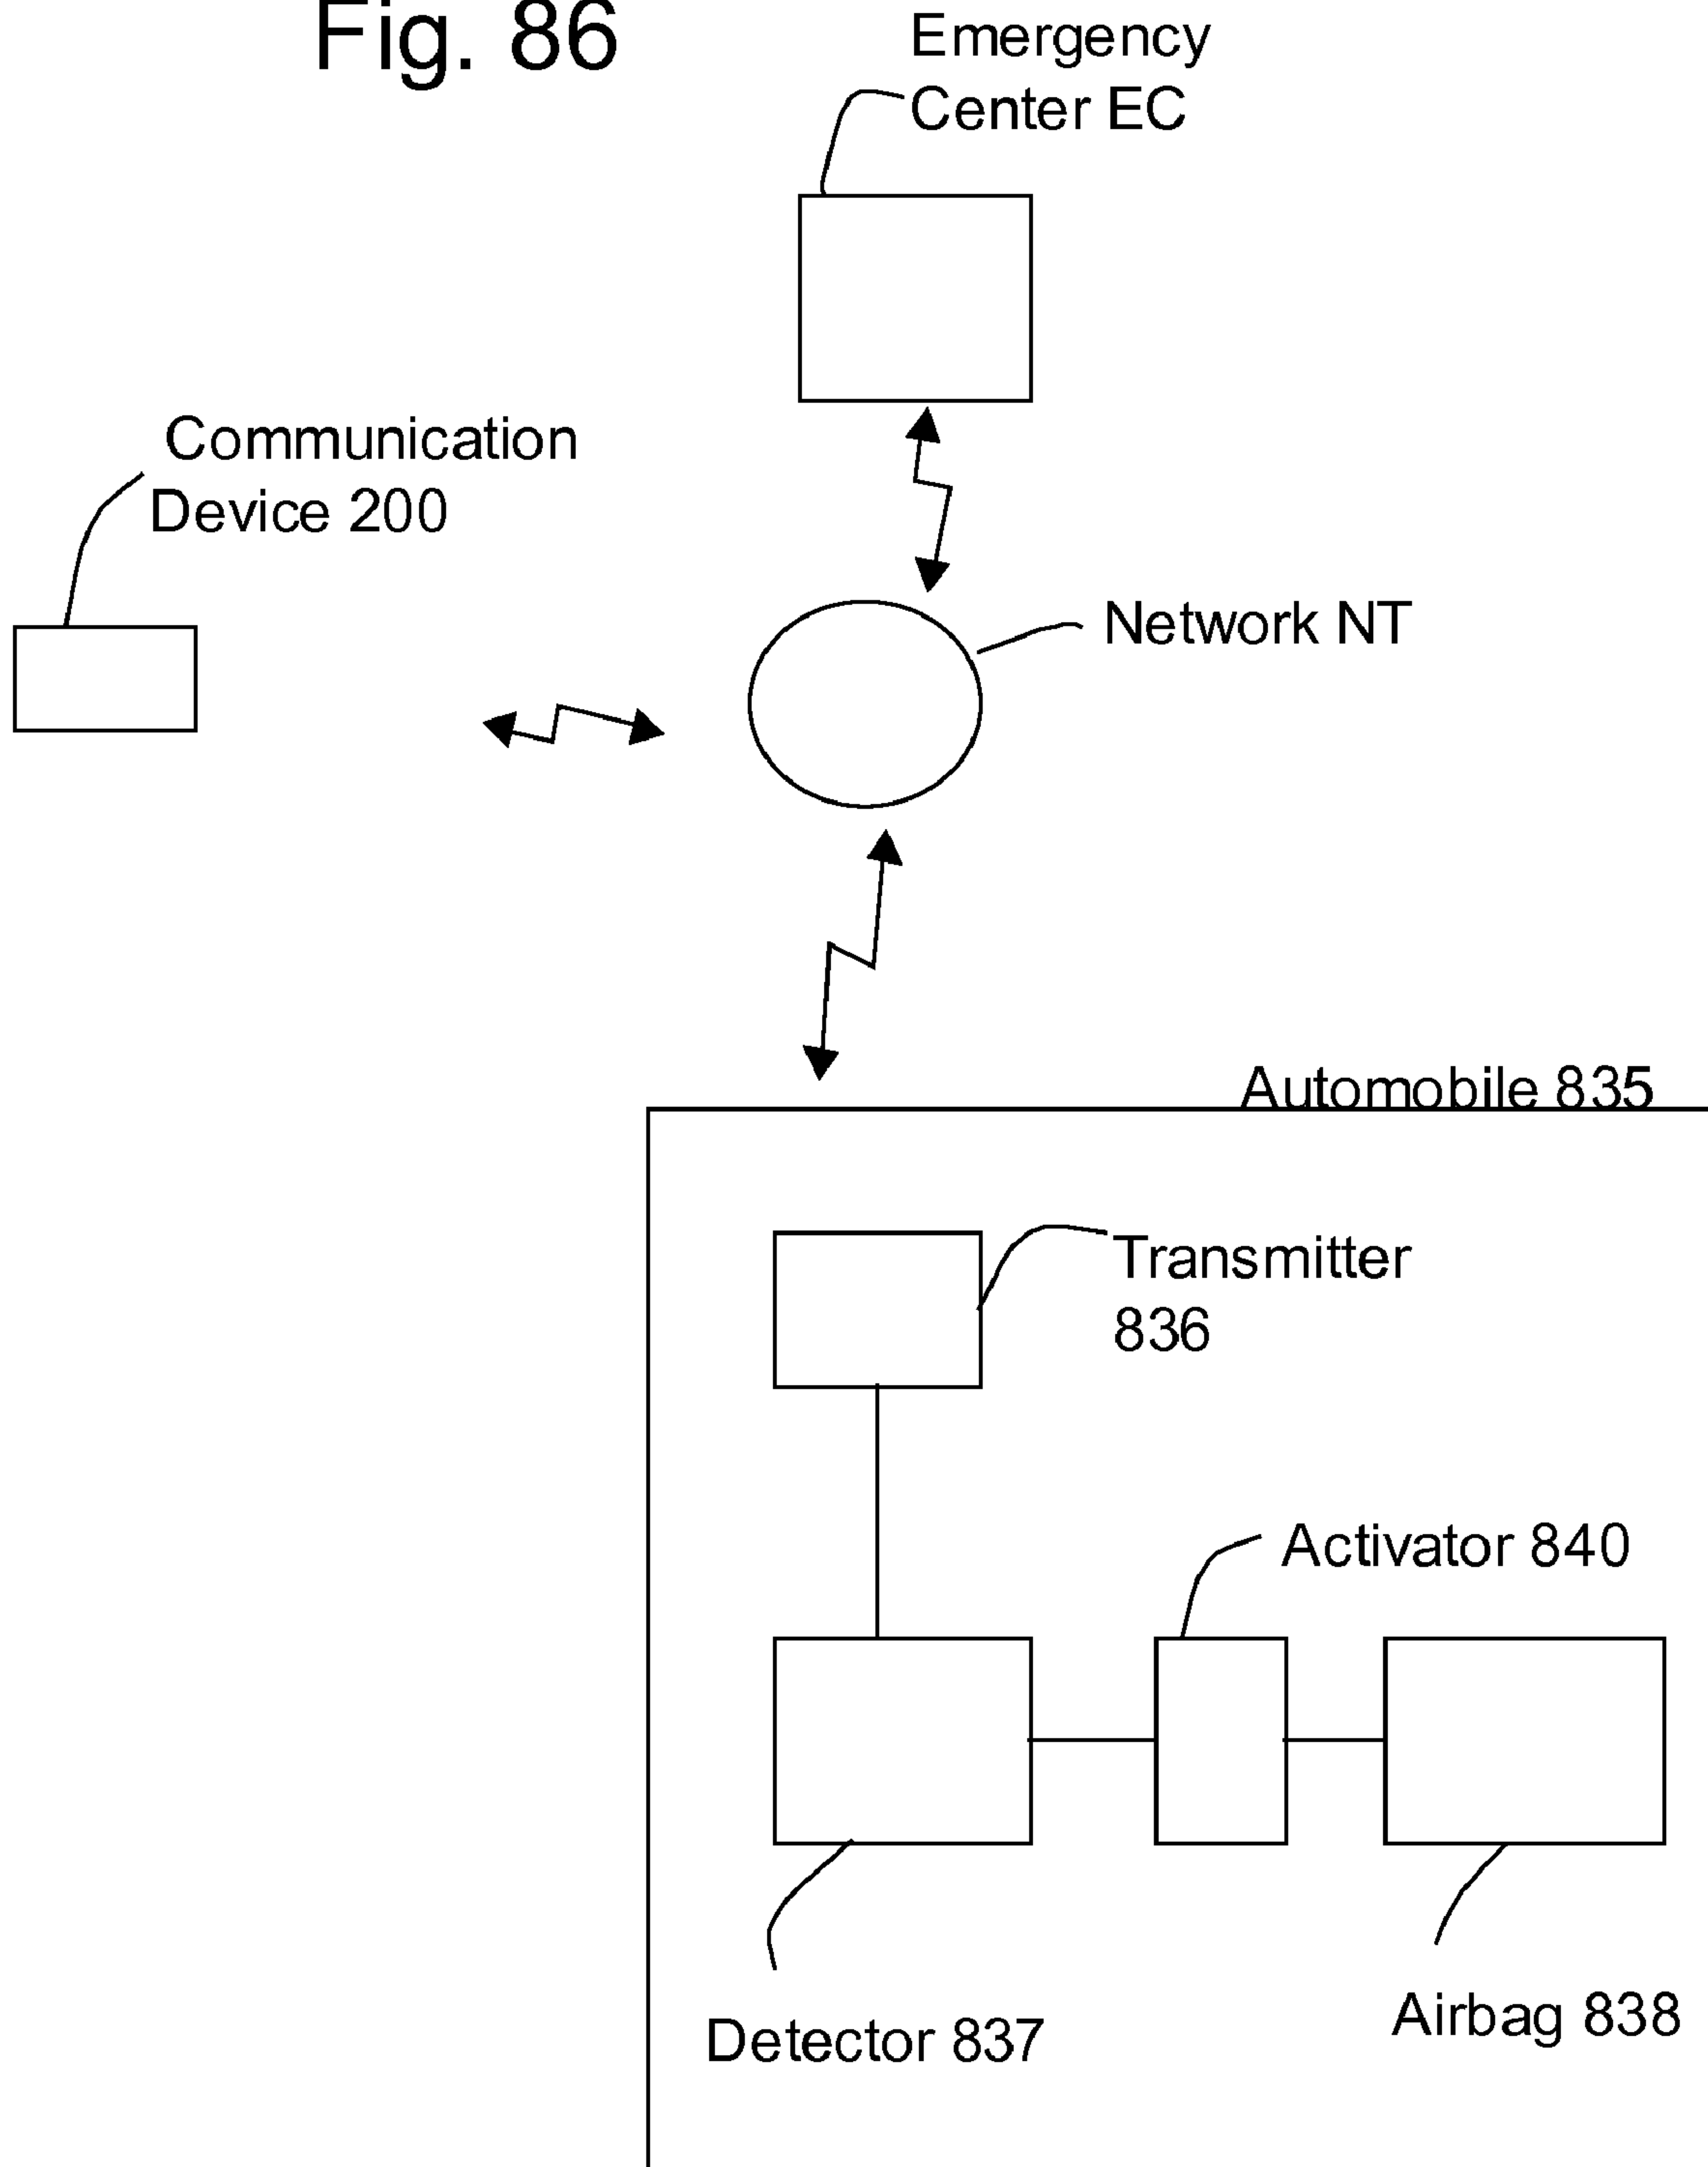 Fig. 86
Emergency
Center EC
Communication
Device 200
Network NT
Automobile 835
Transmitter
836
Activator 840
Airbag 838
Detector 837